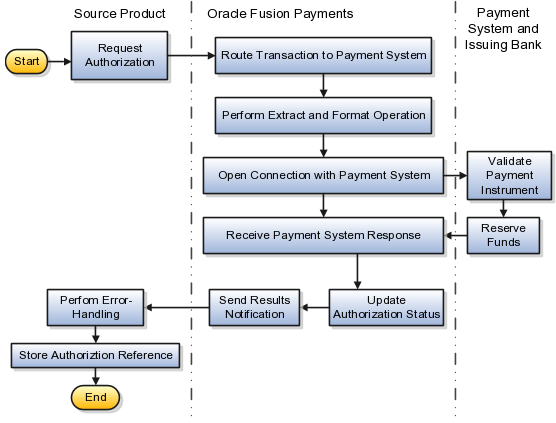 Source Product
Oracle Fusion Payments
Payment
System and
Issuing Bank
Start
Request
Authorization
Route Transaction to Payment System
Perform Extract and Format Operation
Open Connection with Payment System
Validate
Payment
Instrument
Reserve
Funds
Receive Payment System Response
Update
Authorization Status
Send Results
Notification
Perfom Error-
Handling
Store Authoriztion Reference
End